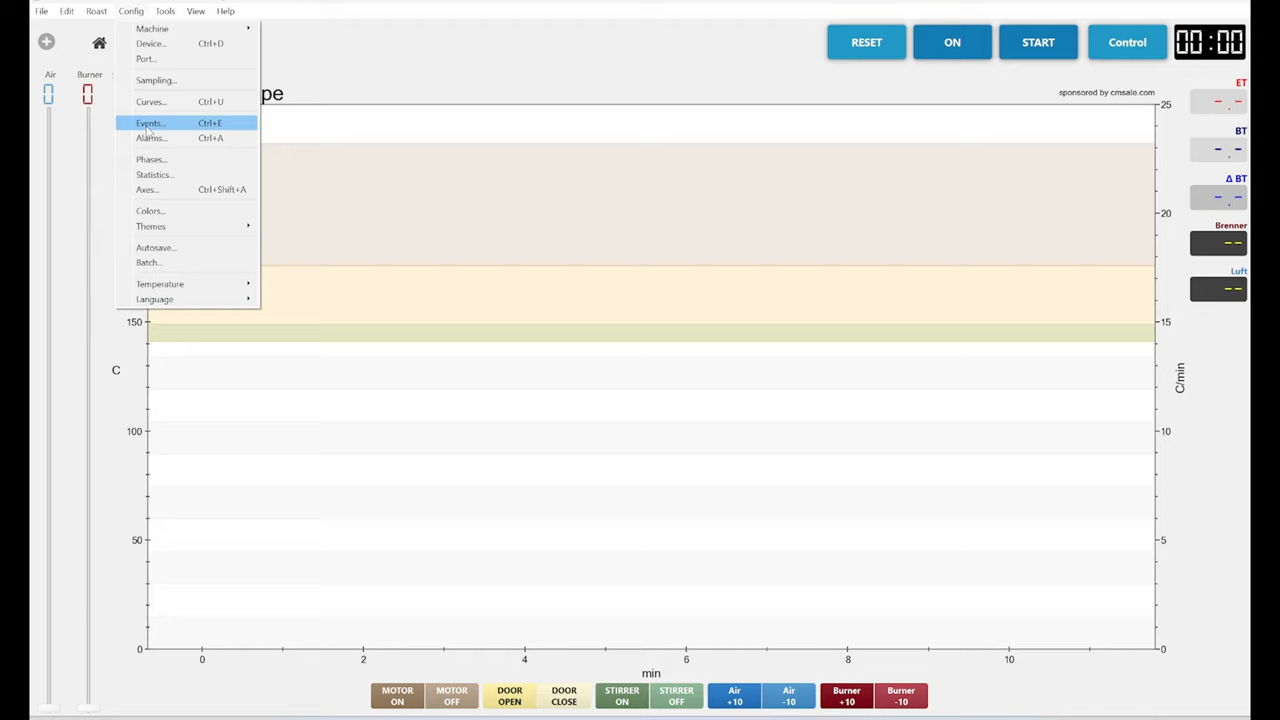 File Edit Roast Config Tools View Help
Machine
Device... Ctrl+D
Port...
Sampling...
Curves... Ctrl+U
Events... Ctrl+E
Alarms... Ctrl+A
Phases...
Statistics...
Axes... Ctrl+Shift+A
Colors...
Themes
Autosave...
Batch...
Temperature
Language
RESET ON START Control 00:00
Air Burner
0 0
pe
sponsored by cmsale.com
ET
-.-
BT
-.-
Δ BT
-.-
Brenner
--
Luft
--
25
20
150 15
C
C/min
100 10
50 5
0 0
0 2 4 6 8 10
min
MOTOR ON
MOTOR OFF
DOOR OPEN
DOOR CLOSE
STIRRER ON
STIRRER OFF
Air +10
Air -10
Burner +10
Burner -10